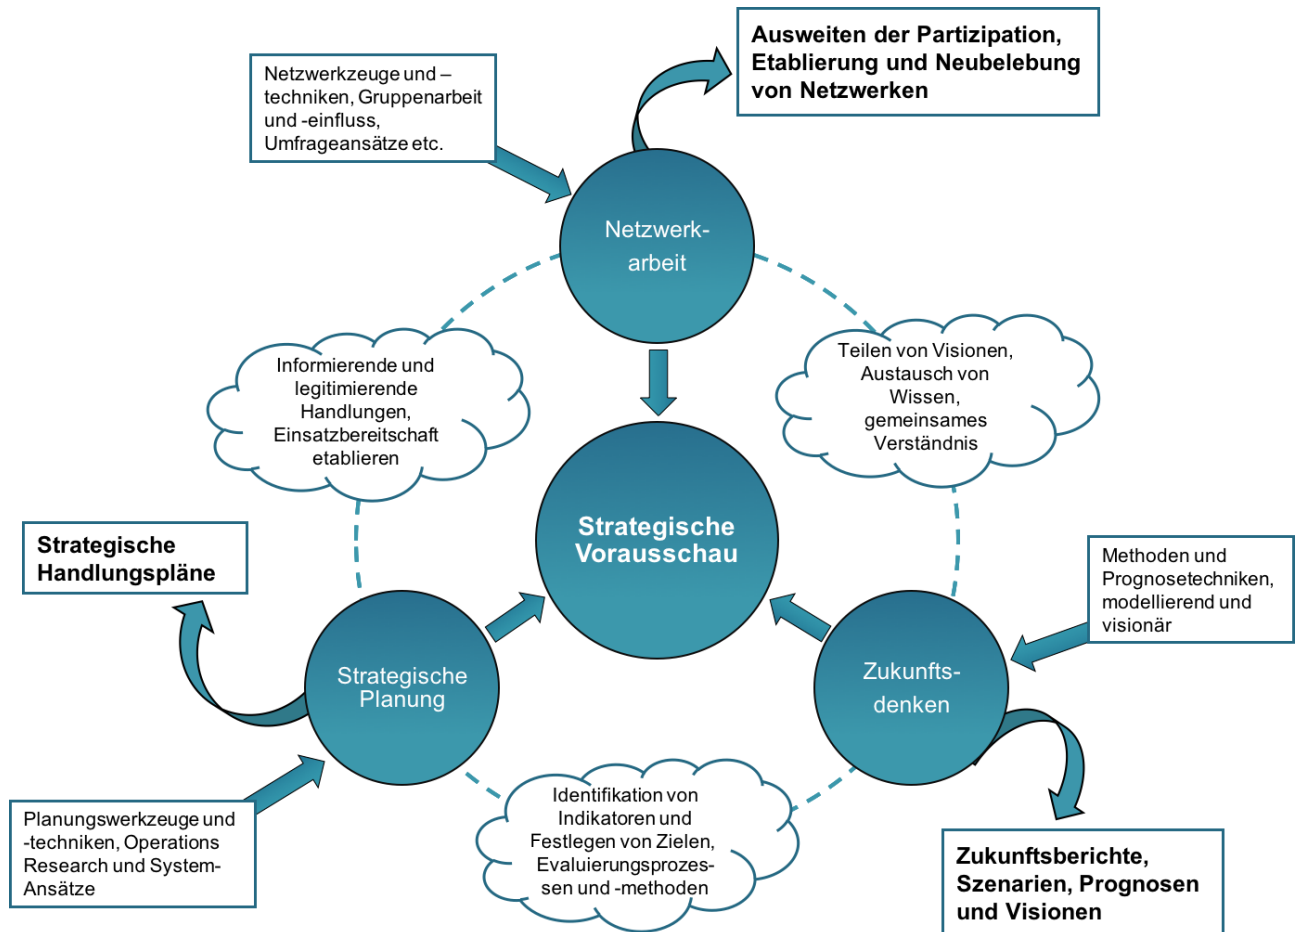 Ausweiten der Partizipation,
Etablierung und Neubelebung
von Netzwerken
Netzwerkzeuge und –
techniken, Gruppenarbeit
und -einfluss,
Umfrageansätze etc.
Netzwerk-
arbeit
Informierende und
legitimierende
Handlungen,
Einsatzbereitschaft
etablieren
Teilen von Visionen,
Austausch von
Wissen,
gemeinsames
Verständnis
Strategische
Vorausschau
Strategische
Handlungspläne
Methoden und
Prognosetechniken,
modellierend und
visionär
Strategische
Planung
Zukunfts-
denken
Planungswerkzeuge und
-techniken, Operations
Research und System-
Ansätze
Identifikation von
Indikatoren und
Festlegen von Zielen,
Evaluierungsprozes-
sen und -methoden
Zukunftsberichte,
Szenarien, Prognosen
und Visionen